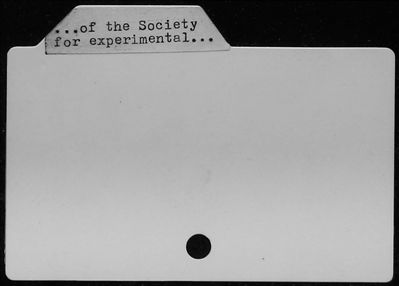 ...of the Society
for experimental...